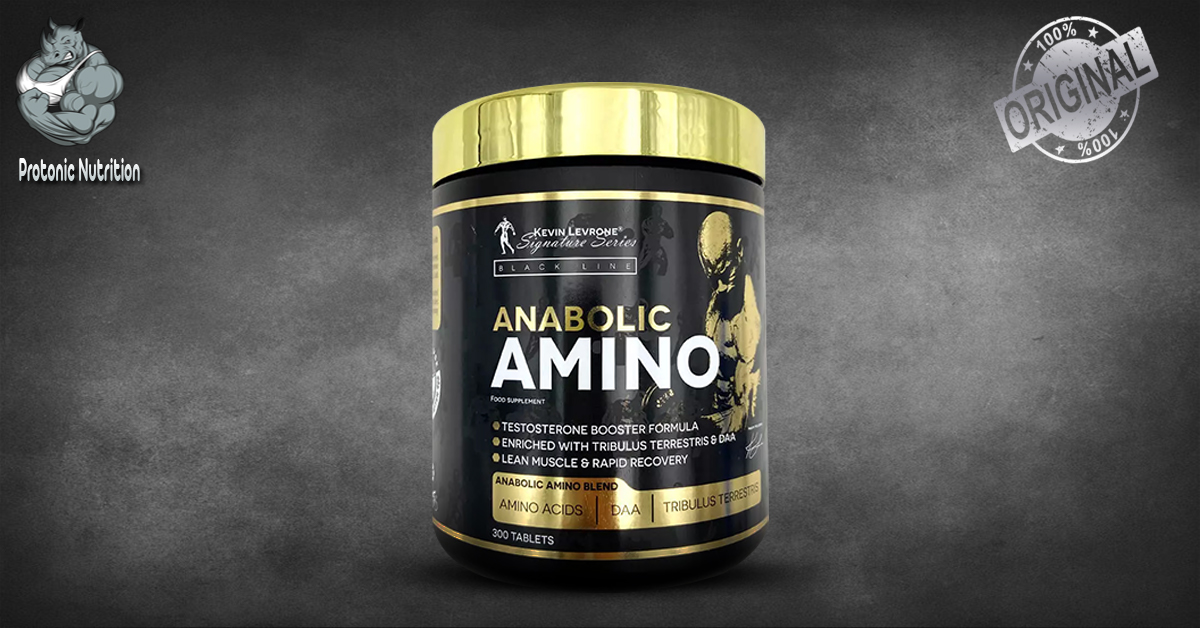 Protonic Nutrition
100%
ORIGINAL
100%
KEVIN LEVRONE®
Signature Series
BLACK LINE
ANABOLIC
AMINO
FOOD SUPPLEMENT
TESTOSTERONE BOOSTER FORMULA
ENRICHED WITH TRIBULUS TERRESTRIS & DAA
LEAN MUSCLE & RAPID RECOVERY
ANABOLIC AMINO BLEND
AMINO ACIDS | DAA | TRIBULUS TERRESTRIS
300 TABLETS